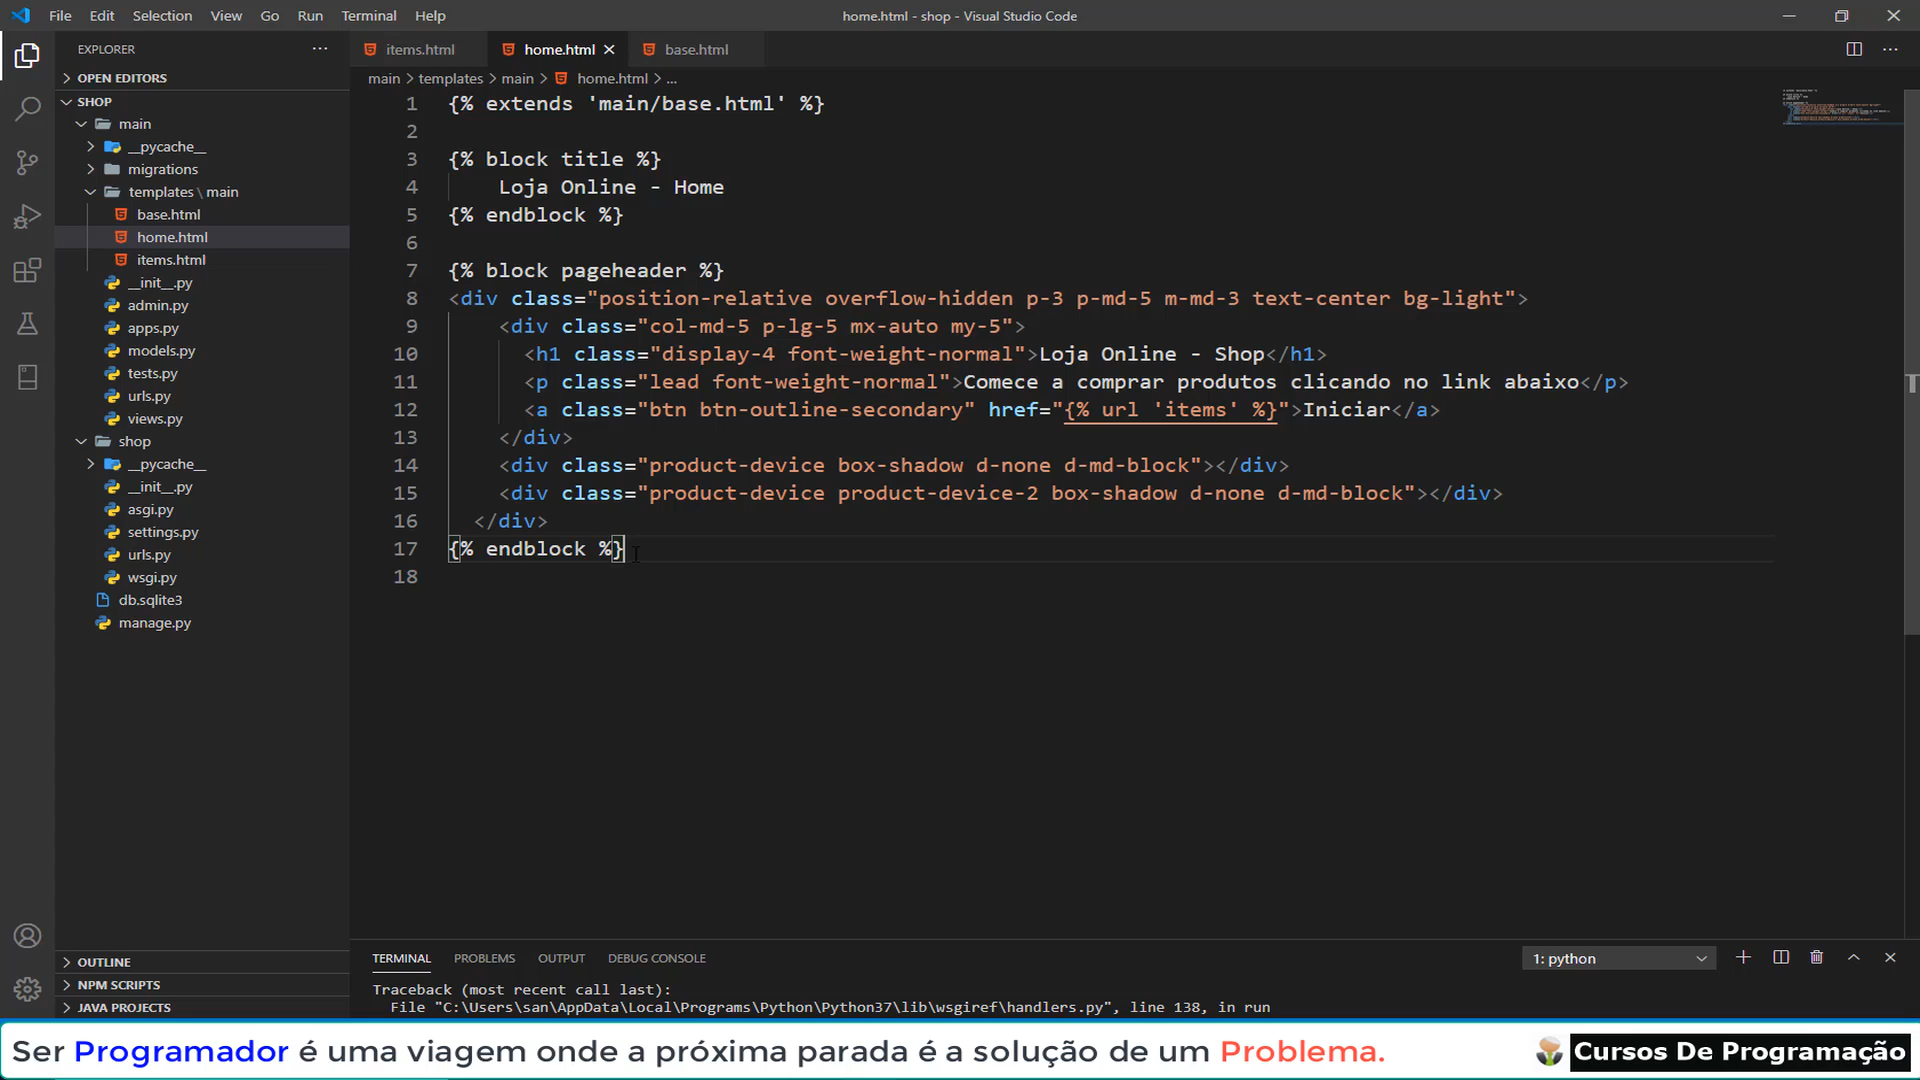 File Edit Selection View Go Run Terminal Help
home.html - shop - Visual Studio Code
EXPLORER
items.html home.html base.html
OPEN EDITORS
main > templates > main > home.html > ...
SHOP
main
__pycache__
migrations
templates \ main
base.html
home.html
items.html
__init__.py
admin.py
apps.py
models.py
tests.py
urls.py
views.py
shop
__pycache__
__init__.py
asgi.py
settings.py
urls.py
wsgi.py
db.sqlite3
manage.py
OUTLINE
NPM SCRIPTS
JAVA PROJECTS
1 {% extends 'main/base.html' %}
2
3 {% block title %}
4 Loja Online - Home
5 {% endblock %}
6
7 {% block pageheader %}
8 <div class="position-relative overflow-hidden p-3 p-md-5 m-md-3 text-center bg-light">
9 <div class="col-md-5 p-lg-5 mx-auto my-5">
10 <h1 class="display-4 font-weight-normal">Loja Online - Shop</h1>
11 <p class="lead font-weight-normal">Comece a comprar produtos clicando no link abaixo</p>
12 <a class="btn btn-outline-secondary" href="{% url 'items' %}">Iniciar</a>
13 </div>
14 <div class="product-device box-shadow d-none d-md-block"></div>
15 <div class="product-device product-device-2 box-shadow d-none d-md-block"></div>
16 </div>
17 {% endblock %}
18
TERMINAL PROBLEMS OUTPUT DEBUG CONSOLE
1: python
Traceback (most recent call last):
File "C:\Users\san\AppData\Local\Programs\Python\Python37\lib\wsgiref\handlers.py", line 138, in run
Ser Programador é uma viagem onde a próxima parada é a solução de um Problema.
Cursos De Programação